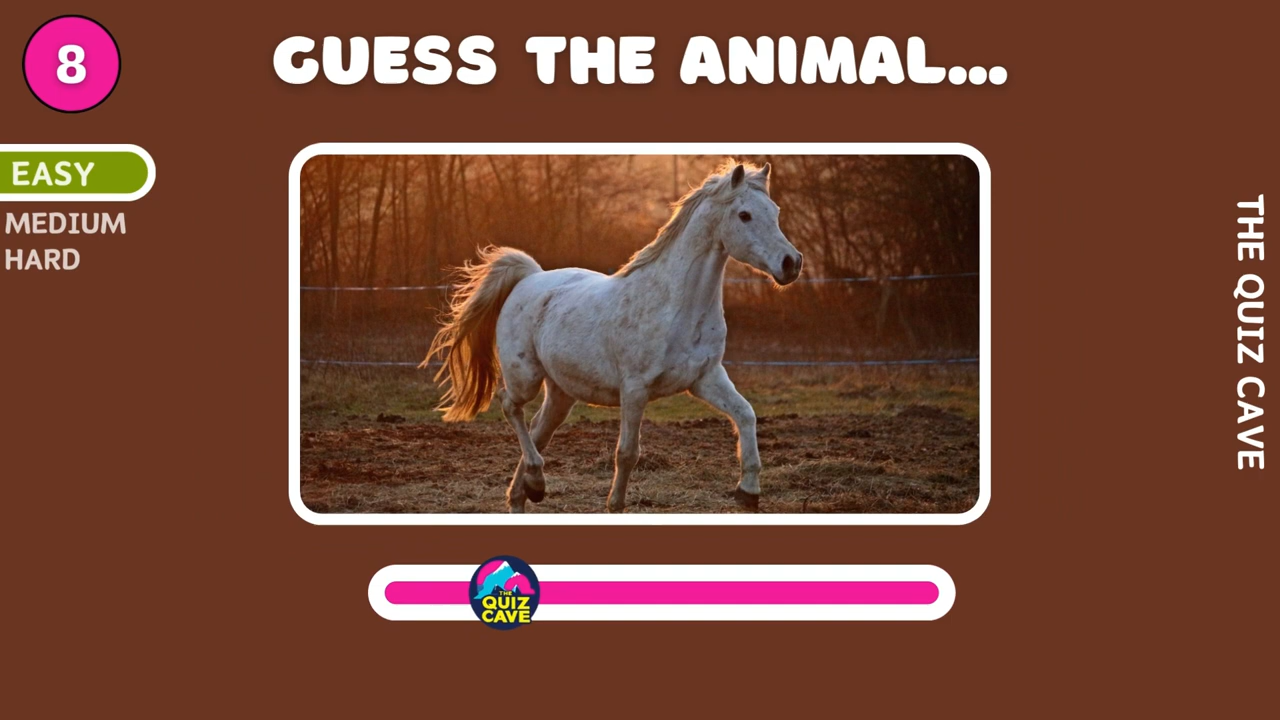 8
GUESS THE ANIMAL...
EASY
MEDIUM
HARD
THE QUIZ CAVE
THE
QUIZ
CAVE